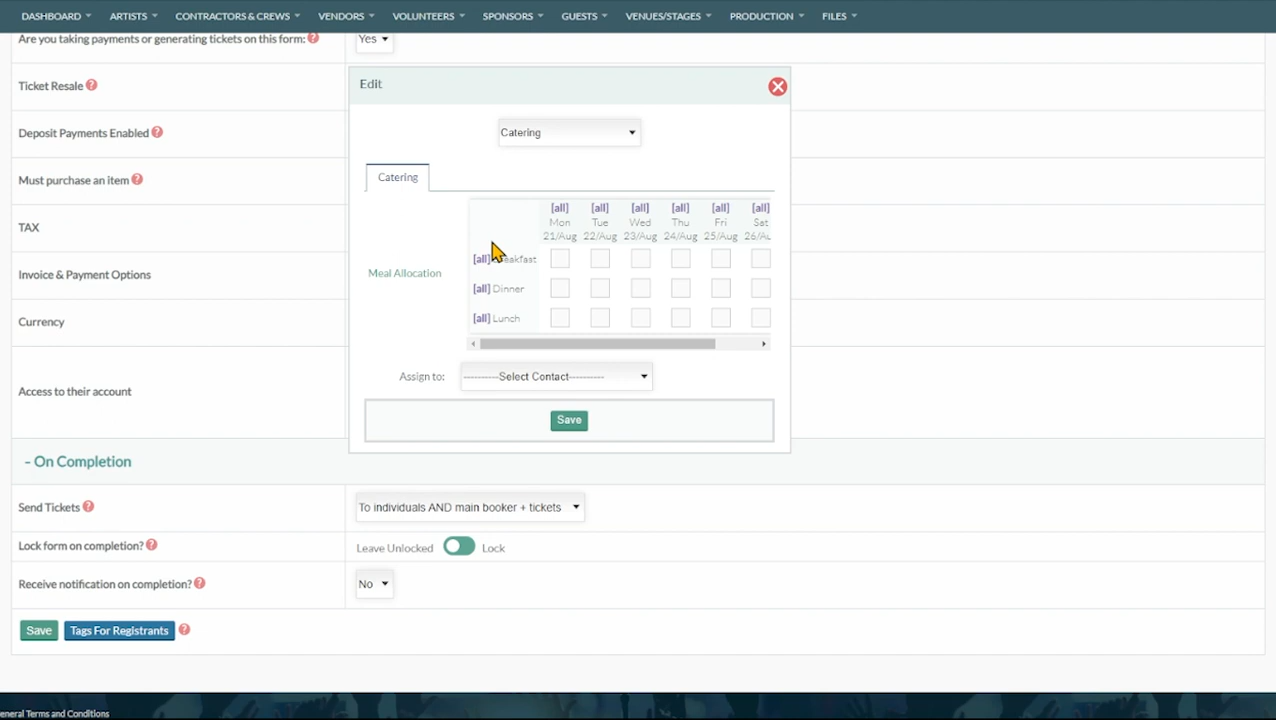 DASHBOARD ARTISTS CONTRACTORS & CREWS VENDORS VOLUNTEERS SPONSORS GUESTS VENUES/STAGES PRODUCTION FILES
Are you taking payments or generating tickets on this form: ? Yes
Edit
Ticket Resale ?
Deposit Payments Enabled ?
Catering
Must purchase an item ?
Catering
[all] [all] [all] [all] [all] [all]
Mon Tue Wed Thu Fri Sat
21/Aug 22/Aug 23/Aug 24/Aug 25/Aug
TAX
[all]
Meal Allocation
Invoice & Payment Options
[all] Dinner
[all] Lunch
Currency
Assign to: ----------Select Contact----------
Access to their account
Save
- On Completion
Send Tickets ? To individuals AND main booker + tickets
Lock form on completion? ? Leave Unlocked Lock
Receive notification on completion? ? No
Save Tags For Registrants ?
eneral Terms and Conditions